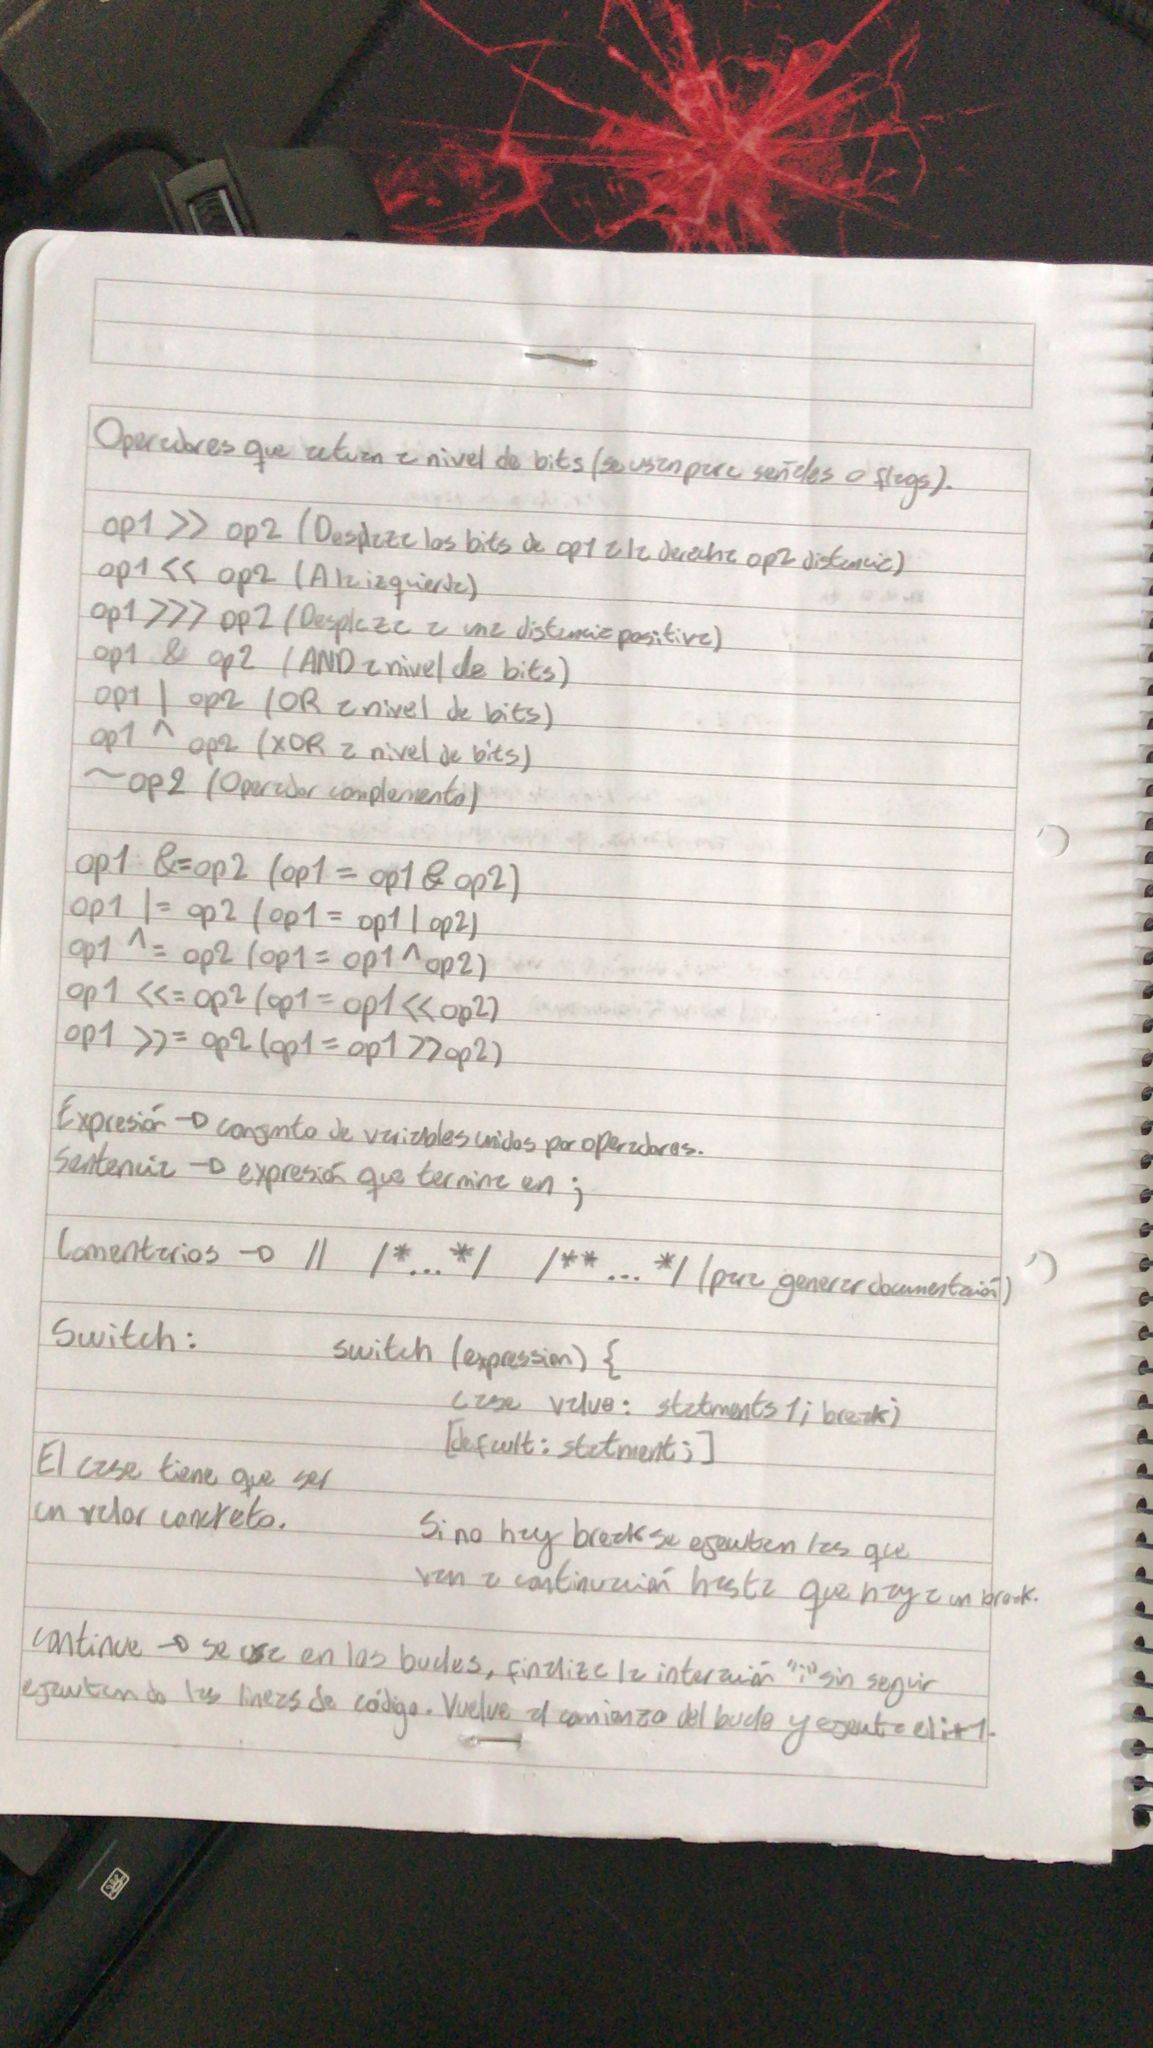 Operadores que actuan a nivel de bits (se usan para señales o flags).
op1 >> op2 (Desplaza los bits de op1 a la derecha op2 distancia)
op1 << op2 (A la izquierda)
op1 >>> op2 (Desplaza a una distancia positiva)
op1 & op2 (AND a nivel de bits)
op1 | op2 (OR a nivel de bits)
op1 ^ op2 (XOR a nivel de bits)
~op2 (Operador complemento)
op1 &= op2 (op1 = op1 & op2)
op1 |= op2 (op1 = op1 | op2)
op1 ^= op2 (op1 = op1 ^ op2)
op1 <<= op2 (op1 = op1 << op2)
op1 >>= op2 (op1 = op1 >> op2)
Expresión → conjunto de variables unidos por operadores.
Sentencia → expresión que termina en ;
Comentarios → // /*...*/ /**...*/ (para generar documentación)
Switch: switch (expression) {
case value: statments1; break;
[default: statment;]
El case tiene que ser
un valor concreto.
Si no hay break se ejecutan las que
van a continuación hasta que haya un break.
continue → se usa en los bucles, finaliza la interación "i" sin seguir
ejecutando las lineas de código. Vuelve al comienzo del bucle y ejecuta el i+1.